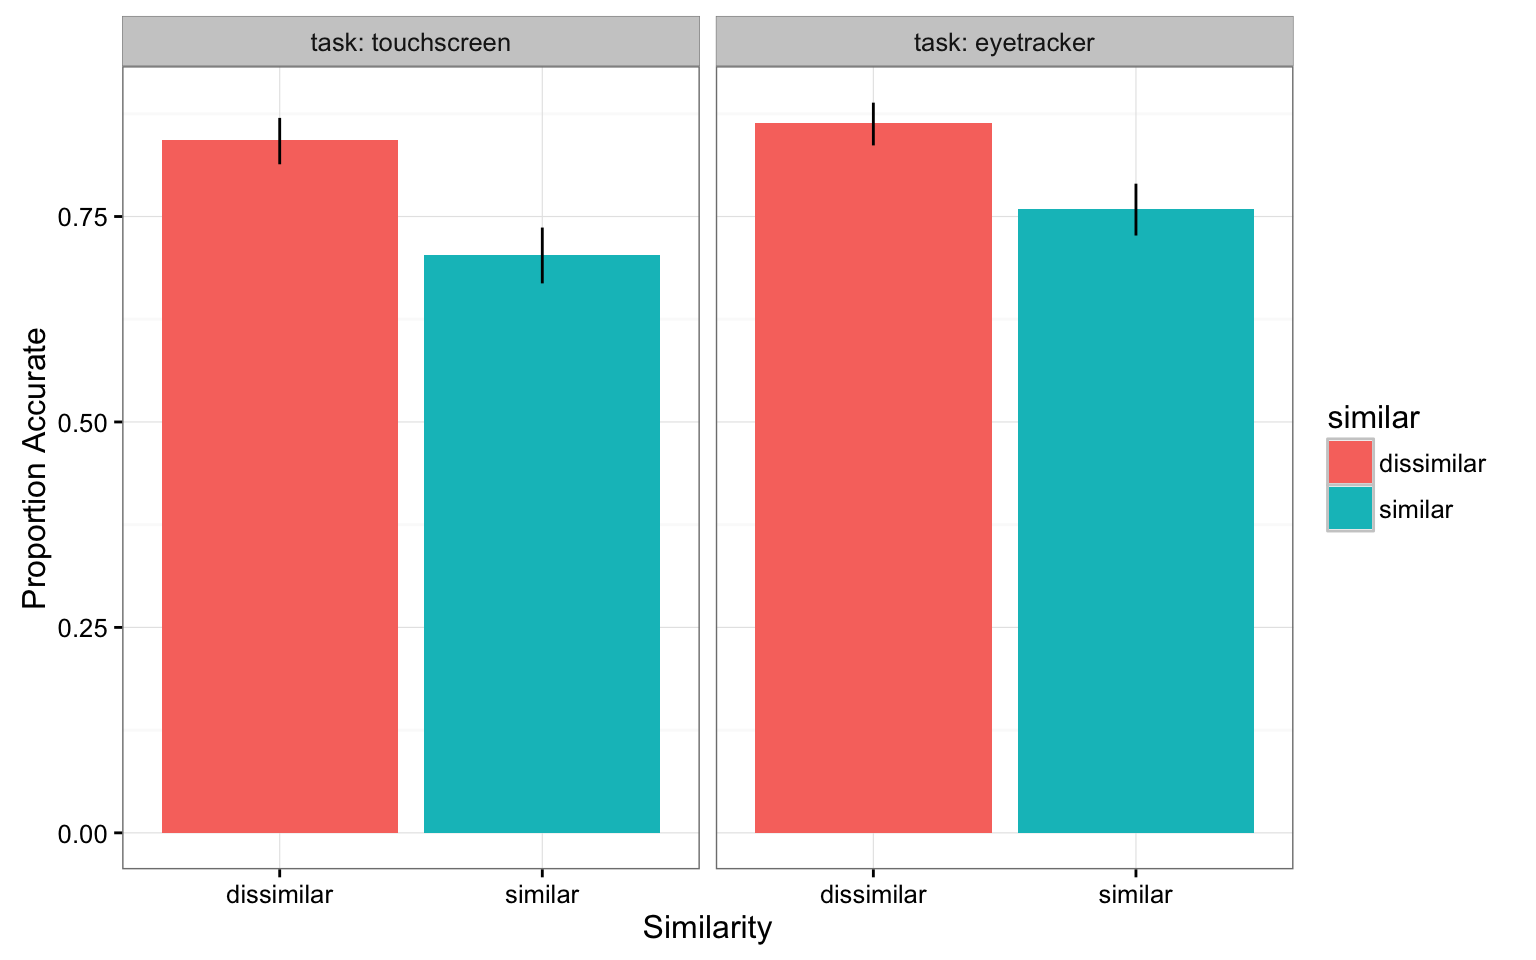 task: touchscreen
task: eyetracker
Proportion Accurate
0.75
0.50
0.25
0.00
dissimilar
similar
dissimilar
similar
Similarity
similar
dissimilar
similar